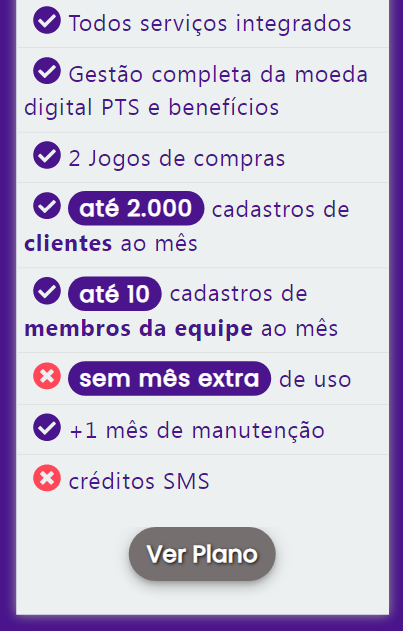 Todos serviços integrados
Gestão completa da moeda
digital PTS e benefícios
2 Jogos de compras
até 2.000 cadastros de
clientes ao mês
até 10 cadastros de
membros da equipe ao mês
sem mês extra de uso
+1 mês de manutenção
créditos SMS
Ver Plano